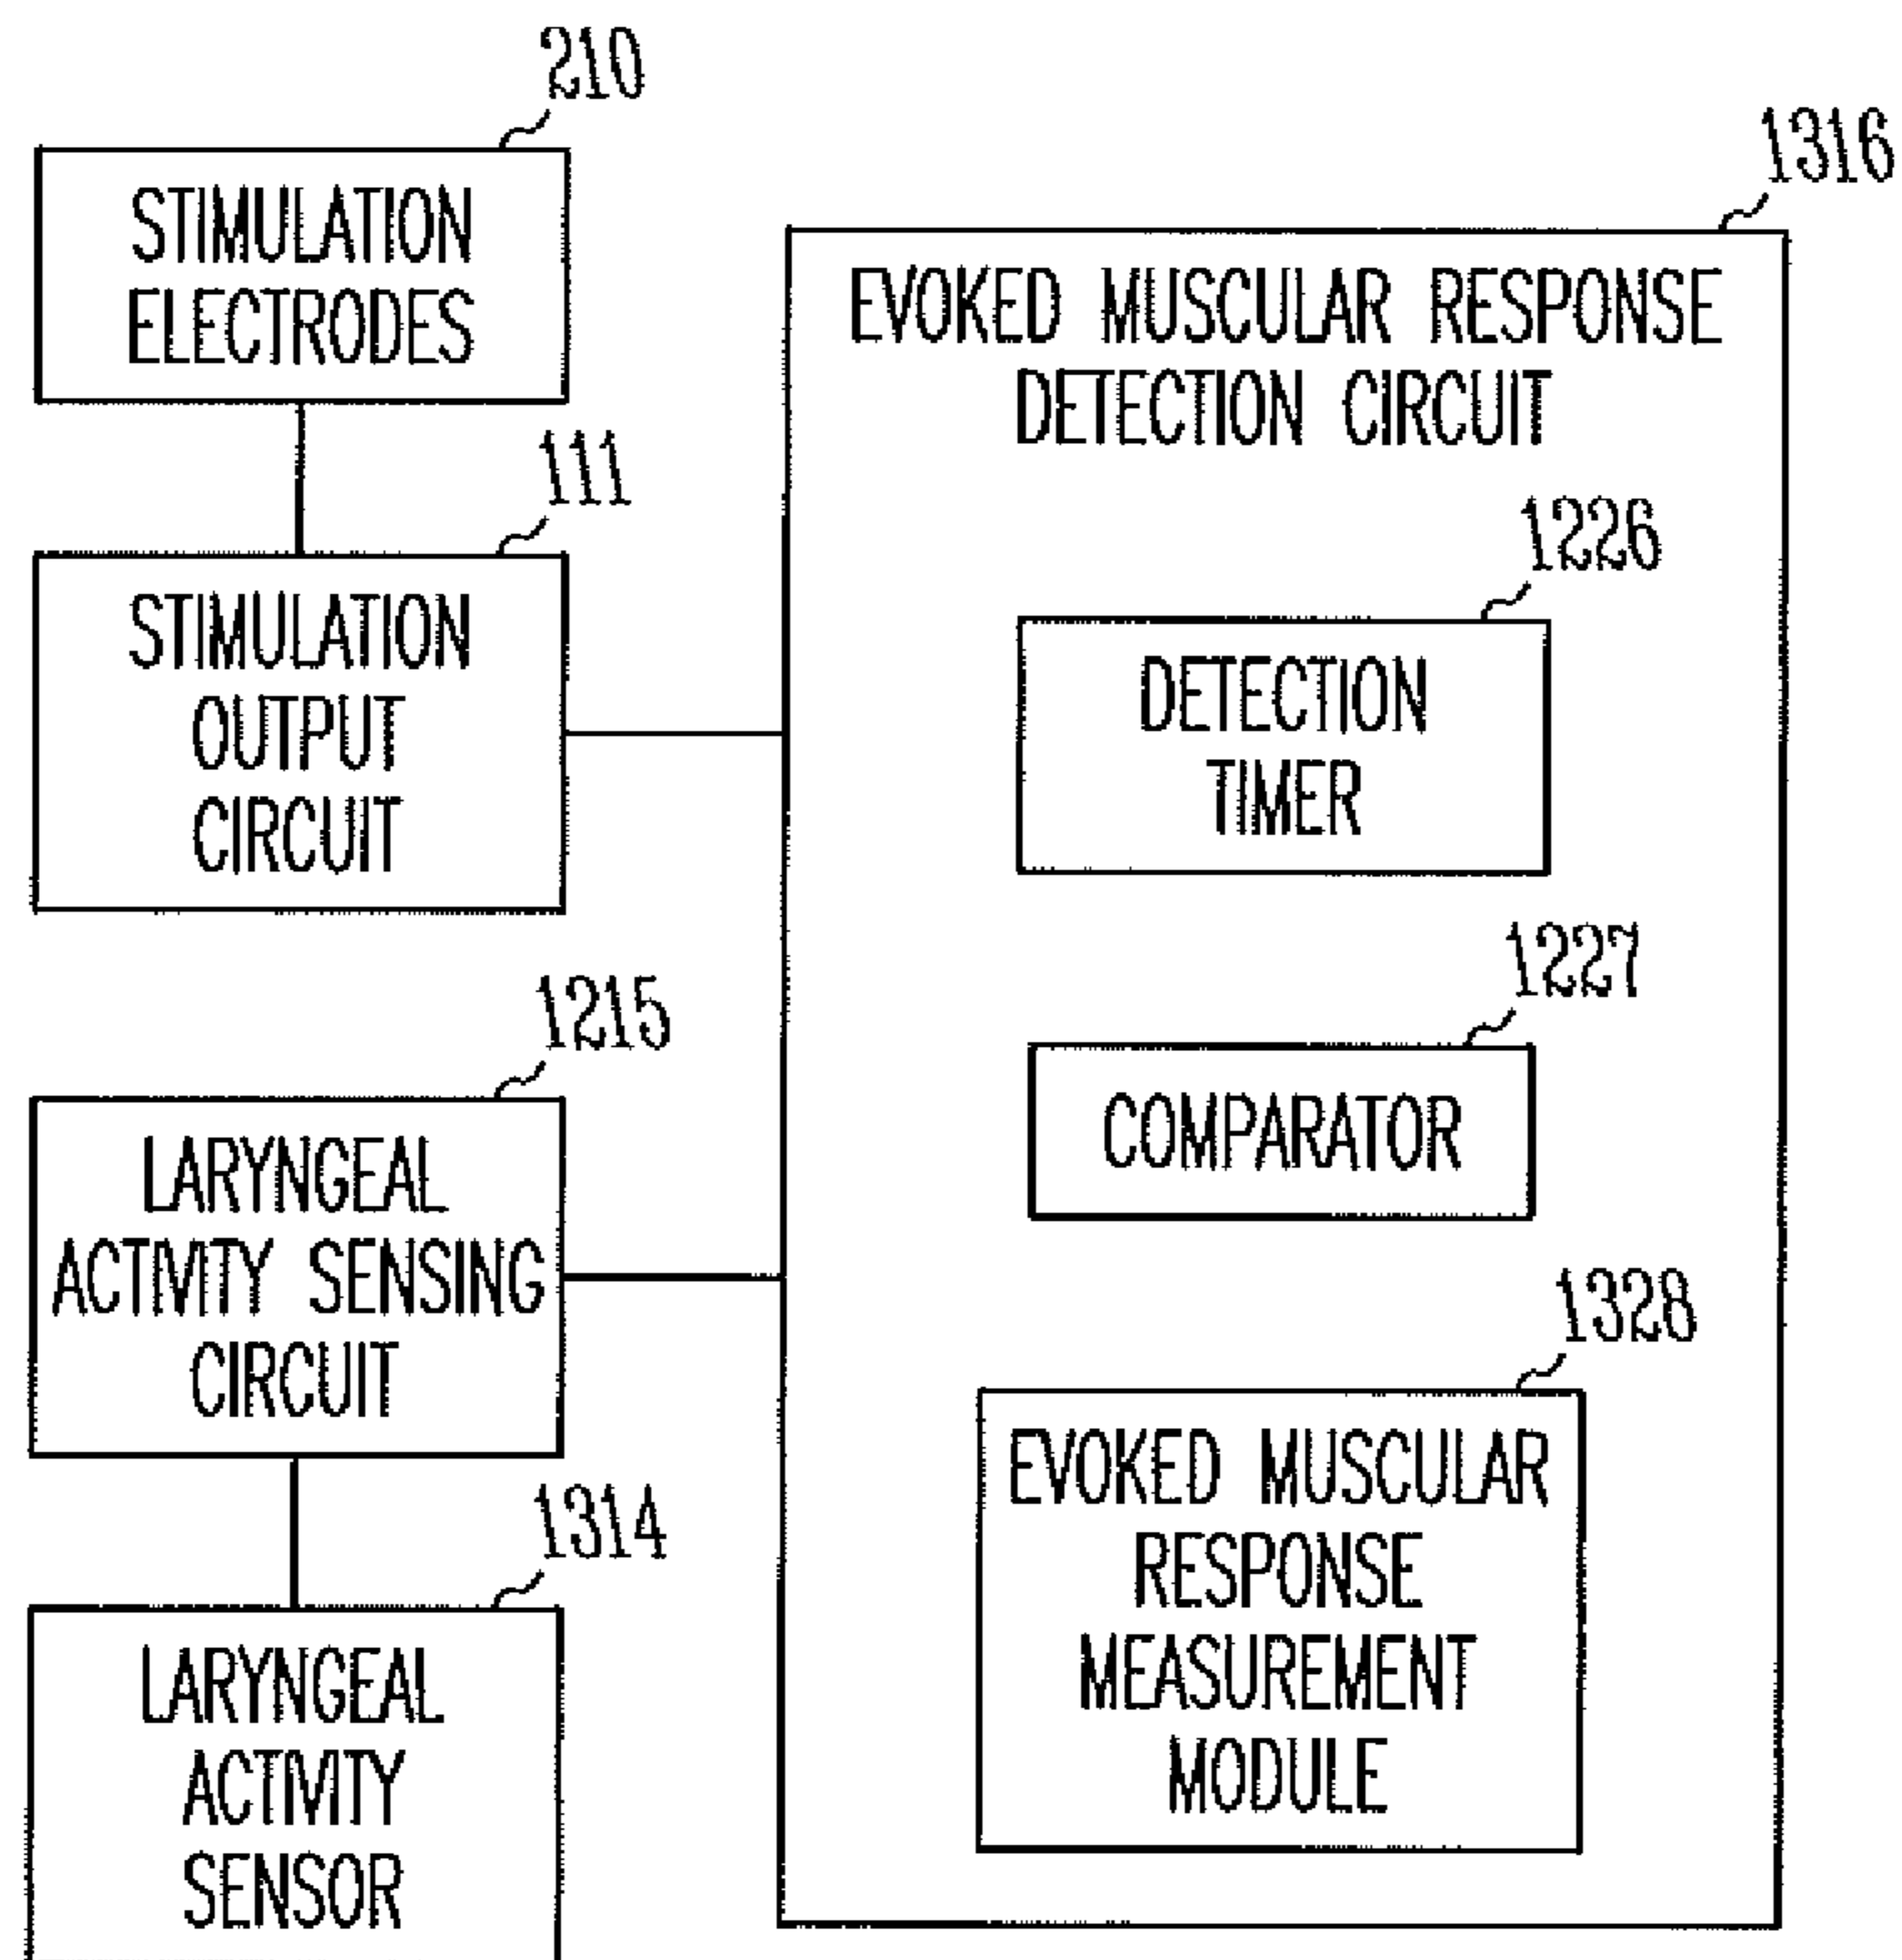 210
STIMULATION
ELECTRODES
111
STIMULATION
OUTPUT
CIRCUIT
1215
LARYNGEAL
ACTIVITY SENSING
CIRCUIT
1314
LARYNGEAL
ACTIVITY
SENSOR
1316
EVOKED MUSCULAR RESPONSE
DETECTION CIRCUIT
1226
DETECTION
TIMER
1227
COMPARATOR
1328
EVOKED MUSCULAR
RESPONSE
MEASUREMENT
MODULE